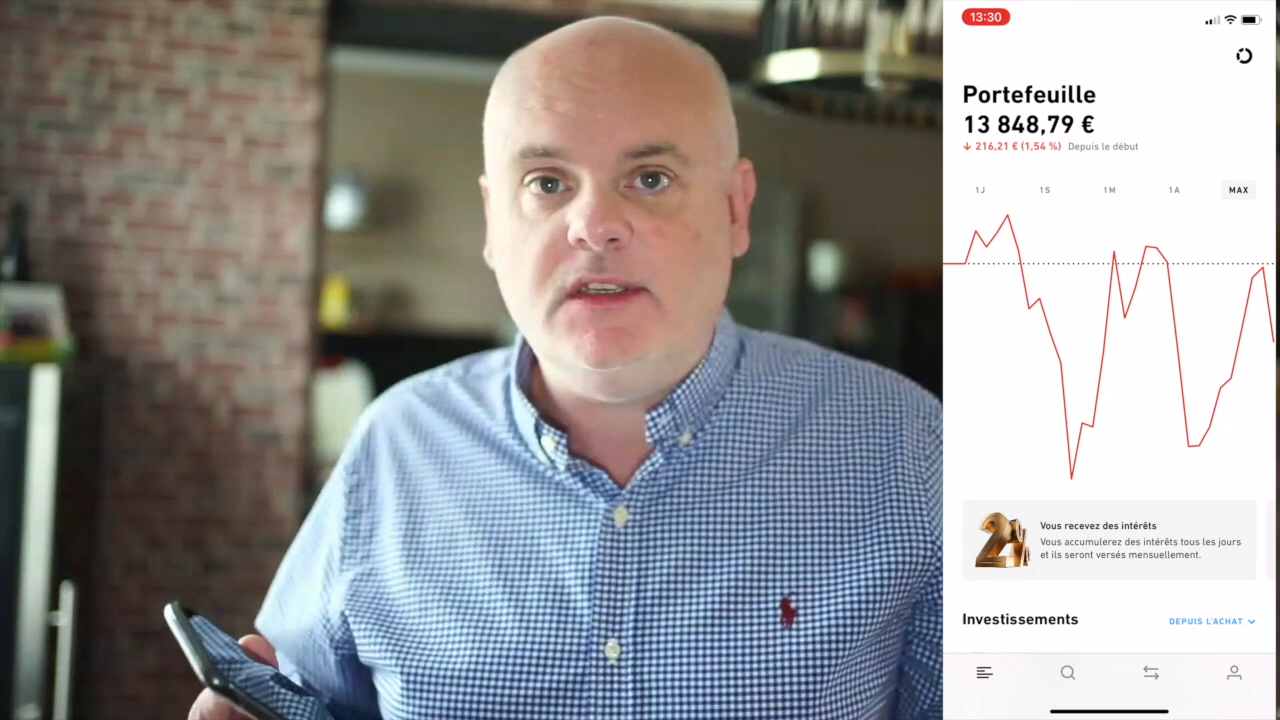 13:30
Portefeuille
13 848,79 €
↓ 216,21 € (1,54 %) Depuis le début
1J 1S 1M 1A MAX
2%
Vous recevez des intérêts
Vous accumulerez des intérêts tous les jours
et ils seront versés mensuellement.
Investissements
DEPUIS L'ACHAT